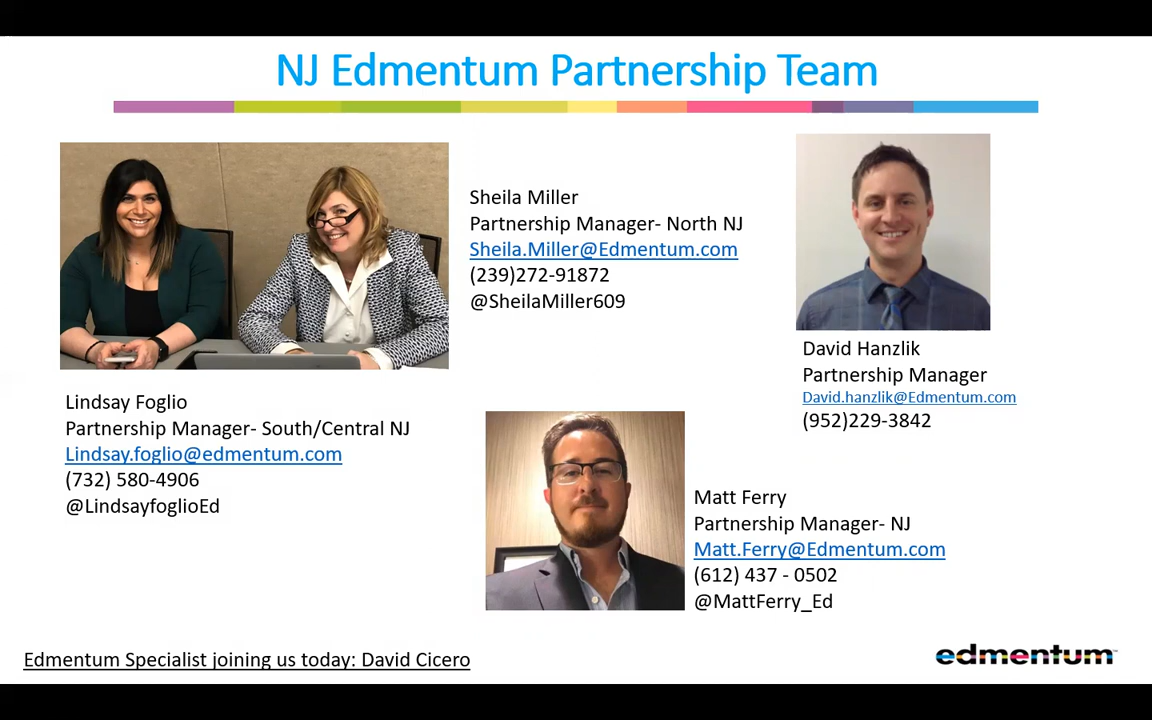 NJ Edmentum Partnership Team
Sheila Miller
Partnership Manager- North NJ
Sheila.Miller@Edmentum.com
(239)272-91872
@SheilaMiller609
David Hanzlik
Partnership Manager
David.hanzlik@Edmentum.com
(952)229-3842
Lindsay Foglio
Partnership Manager- South/Central NJ
Lindsay.foglio@edmentum.com
(732) 580-4906
@LindsayfoglioEd
Matt Ferry
Partnership Manager- NJ
Matt.Ferry@Edmentum.com
(612) 437 - 0502
@MattFerry_Ed
Edmentum Specialist joining us today: David Cicero
edmentum